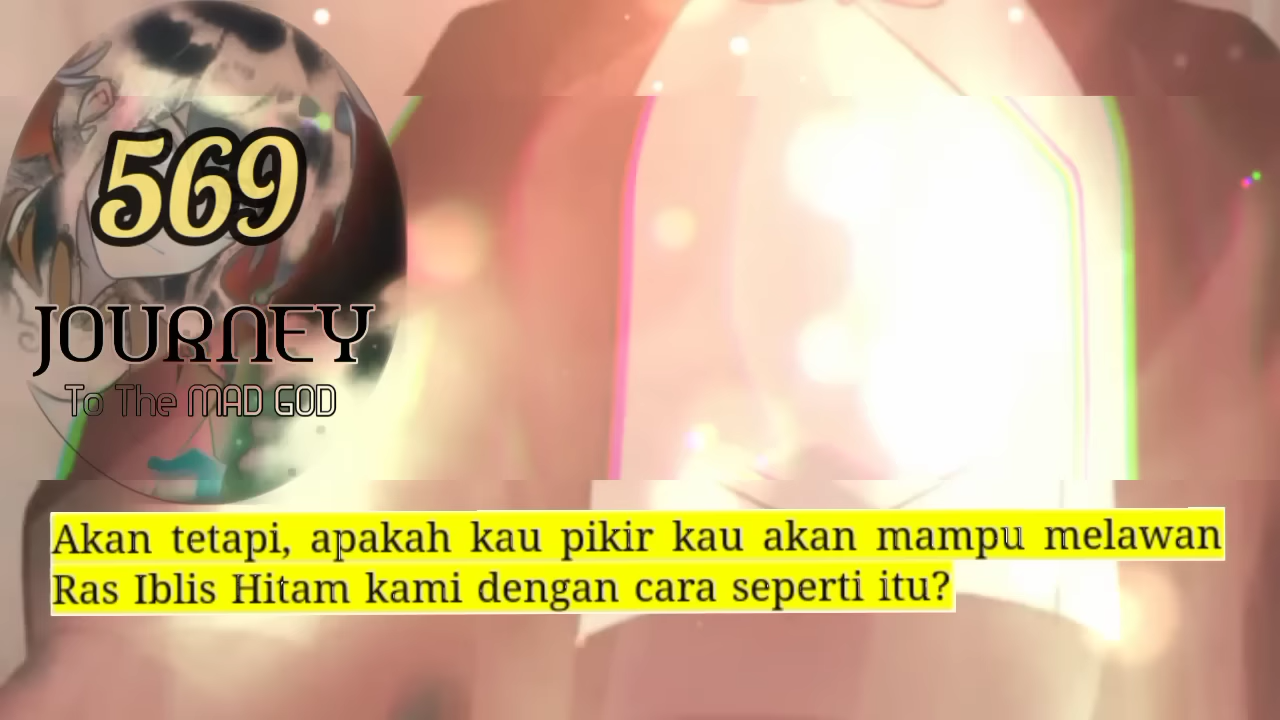 569
JOURNEY
To The MAD GOD
Akan tetapi, apakah kau pikir kau akan mampu melawan
Ras Iblis Hitam kami dengan cara seperti itu?